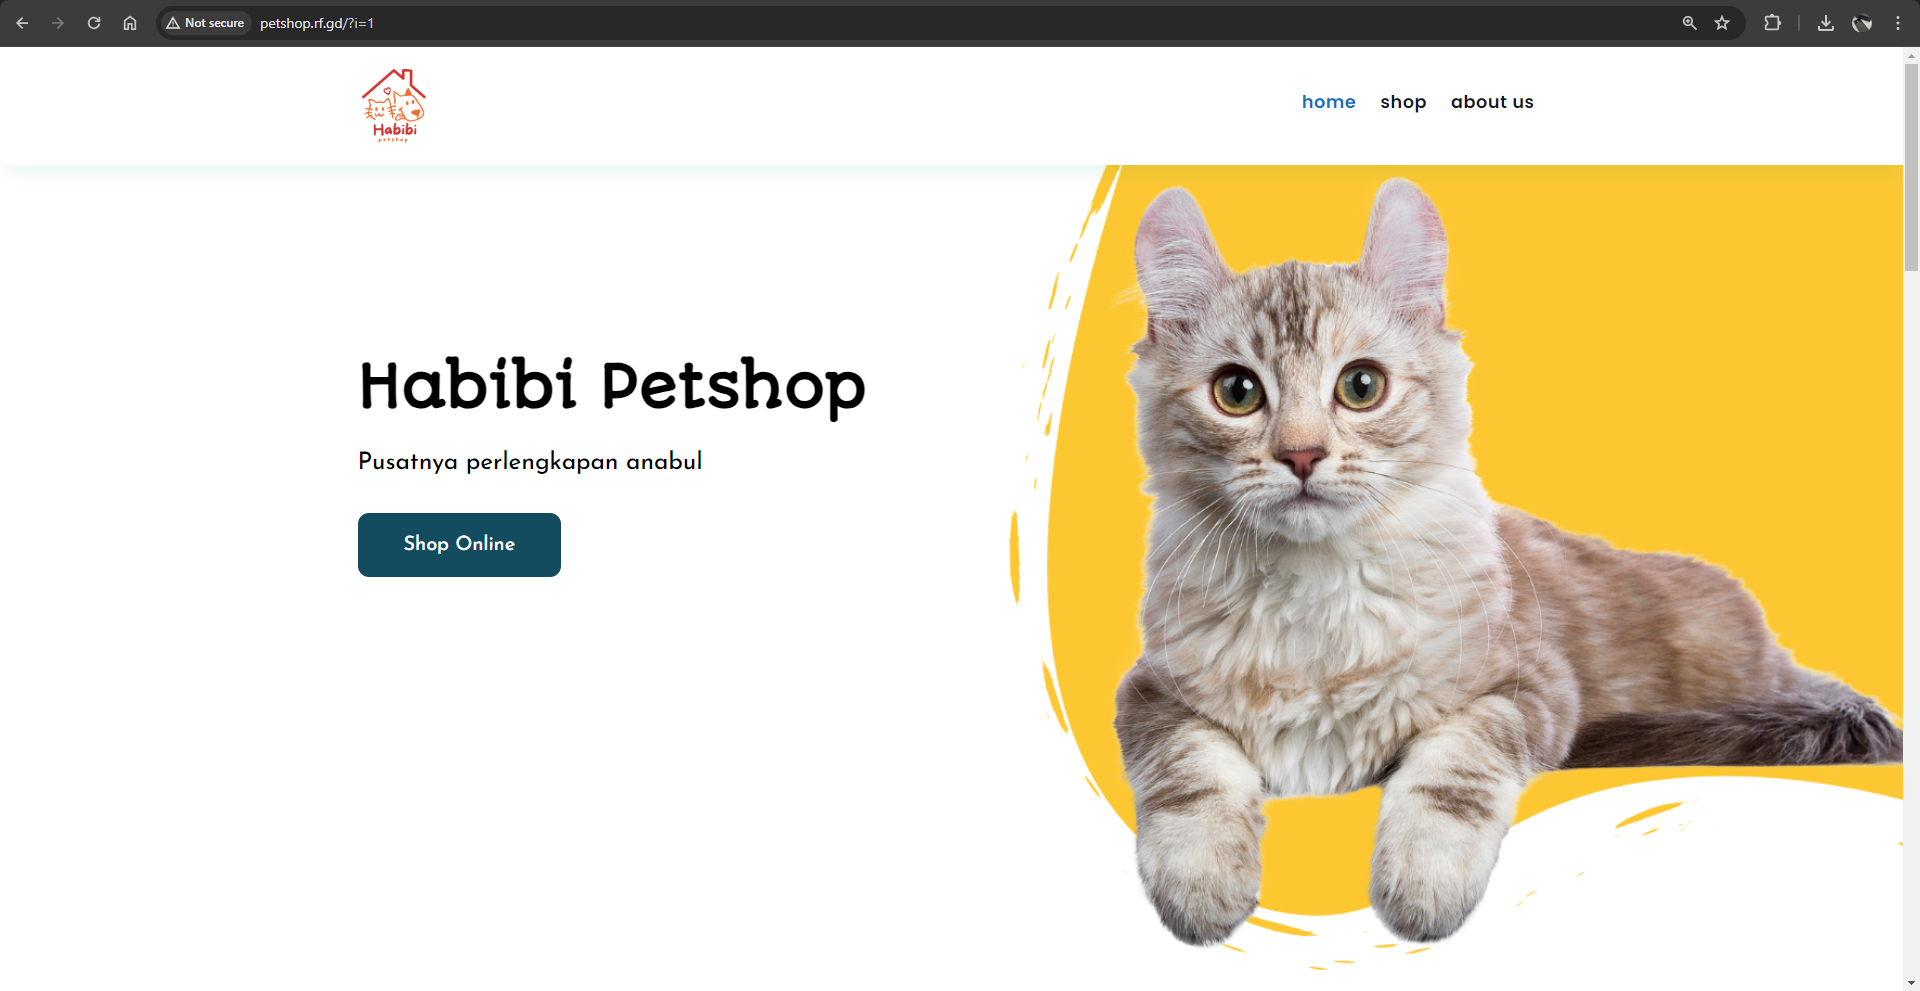 Not secure
petshop.rf.gd/?i=1
Habibi
petshop
home
shop
about us
Habibi Petshop
Pusatnya perlengkapan anabul
Shop Online